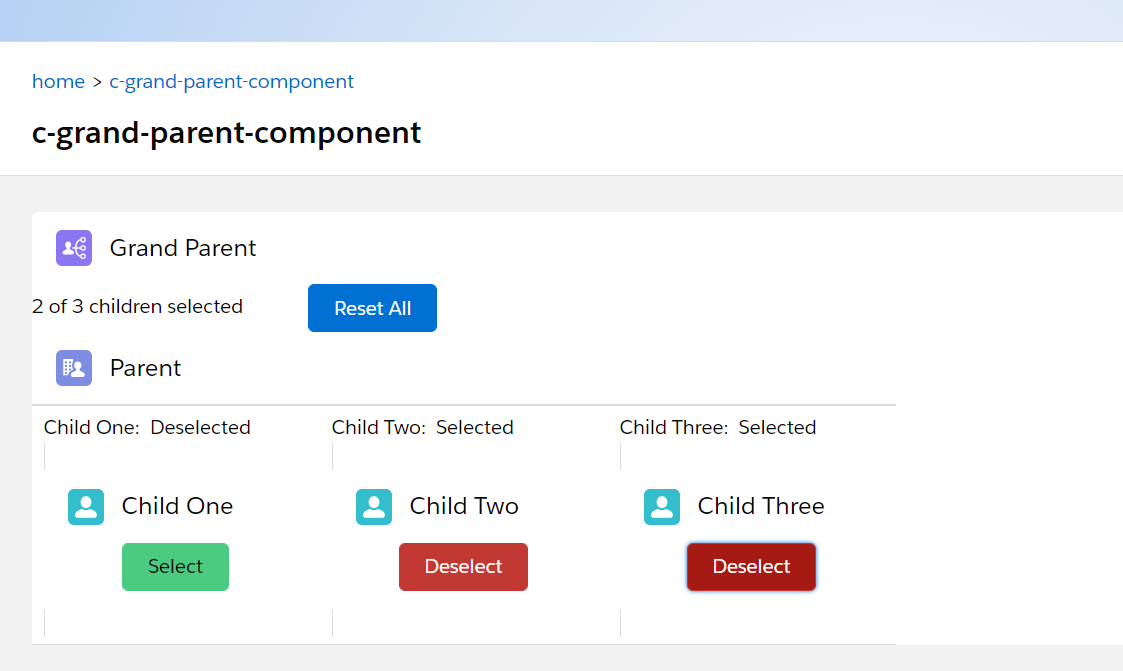 home > c-grand-parent-component
c-grand-parent-component
Grand Parent
2 of 3 children selected Reset All
Parent
Child One: Deselected Child Two: Selected Child Three: Selected
Child One Child Two Child Three
Select Deselect Deselect